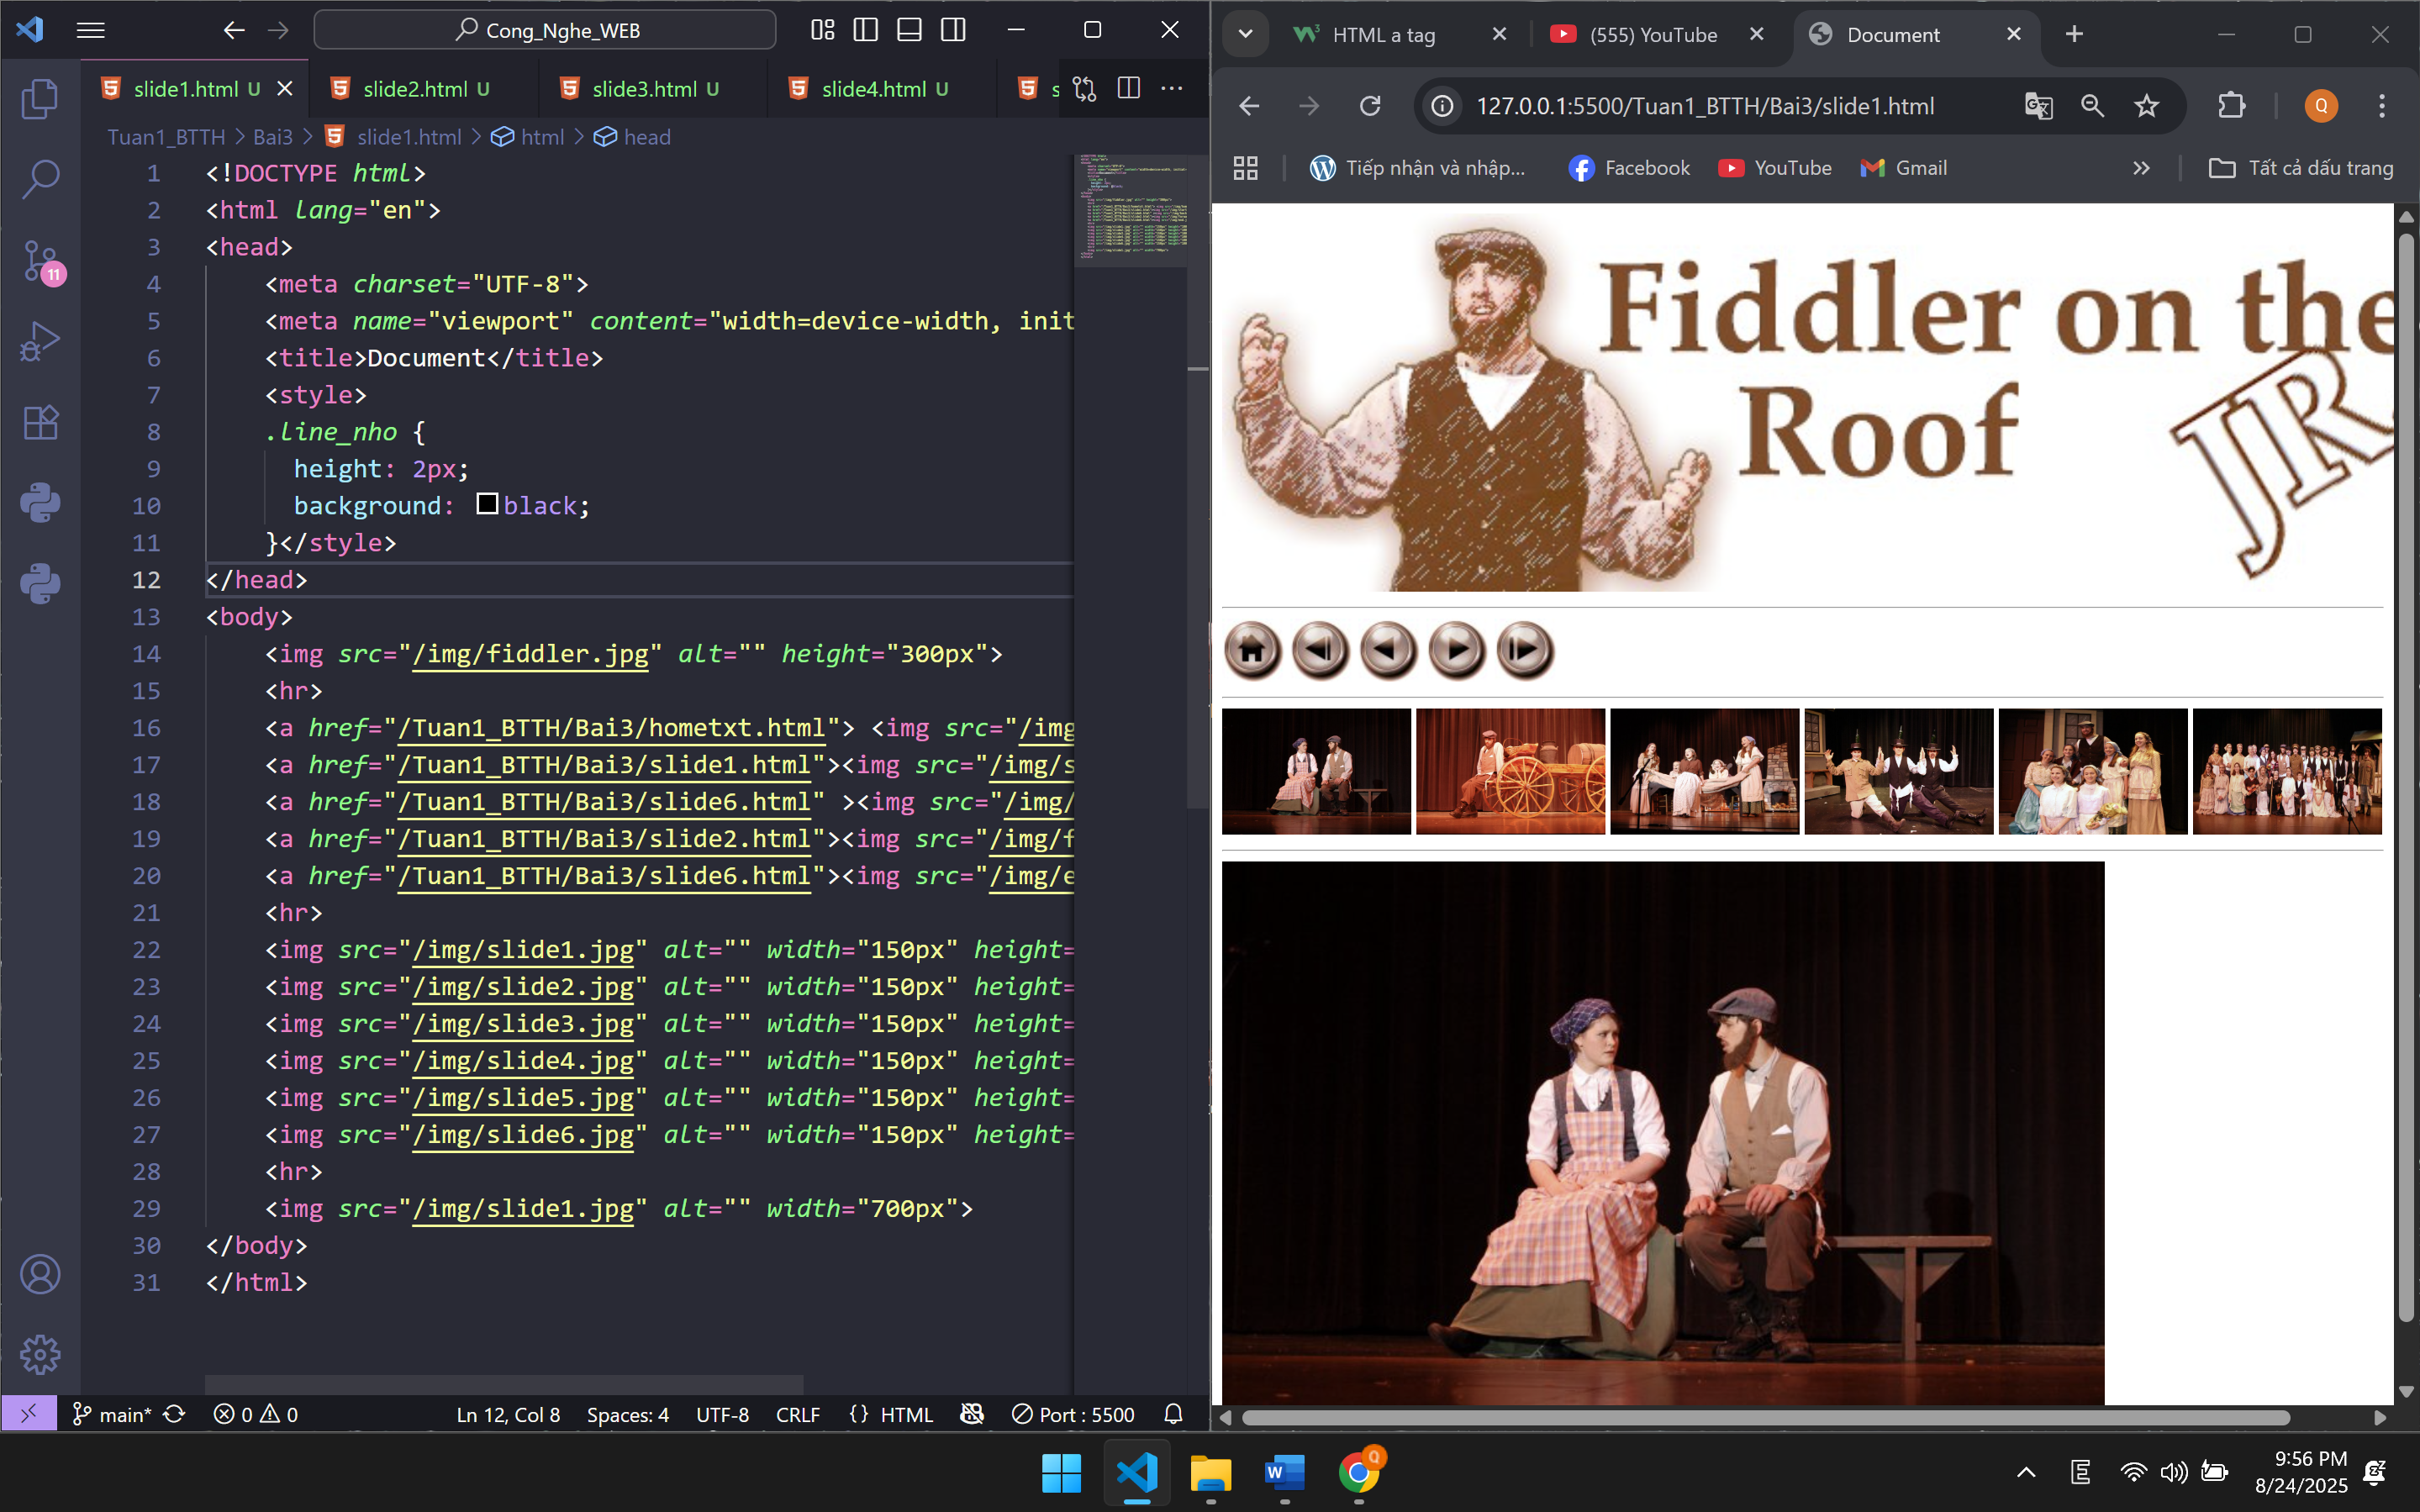 Cong_Nghe_WEB
slide1.html U
slide2.html U
slide3.html U
slide4.html U
s
Tuan1_BTTH > Bai3 > slide1.html > html > head
1 <!DOCTYPE html>
2 <html lang="en">
3 <head>
4 <meta charset="UTF-8">
5 <meta name="viewport" content="width=device-width, init
6 <title>Document</title>
7 <style>
8 .line_nho {
9 height: 2px;
10 background: black;
11 }</style>
12 </head>
13 <body>
14 <img src="/img/fiddler.jpg" alt="" height="300px">
15 <hr>
16 <a href="/Tuan1_BTTH/Bai3/hometxt.html"> <img src="/img
17 <a href="/Tuan1_BTTH/Bai3/slide1.html"><img src="/img/s
18 <a href="/Tuan1_BTTH/Bai3/slide6.html" ><img src="/img/
19 <a href="/Tuan1_BTTH/Bai3/slide2.html"><img src="/img/f
20 <a href="/Tuan1_BTTH/Bai3/slide6.html"><img src="/img/e
21 <hr>
22 <img src="/img/slide1.jpg" alt="" width="150px" height=
23 <img src="/img/slide2.jpg" alt="" width="150px" height=
24 <img src="/img/slide3.jpg" alt="" width="150px" height=
25 <img src="/img/slide4.jpg" alt="" width="150px" height=
26 <img src="/img/slide5.jpg" alt="" width="150px" height=
27 <img src="/img/slide6.jpg" alt="" width="150px" height=
28 <hr>
29 <img src="/img/slide1.jpg" alt="" width="700px">
30 </body>
31 </html>
11
main* 0 0
Ln 12, Col 8 Spaces: 4 UTF-8 CRLF {} HTML Port : 5500
HTML a tag
(555) YouTube
Document
127.0.0.1:5500/Tuan1_BTTH/Bai3/slide1.html
Q
Tiếp nhận và nhập...
Facebook
YouTube
Gmail
Tất cả dấu trang
Fiddler on the
Roof
JR
W
Q
E
9:56 PM
8/24/2025